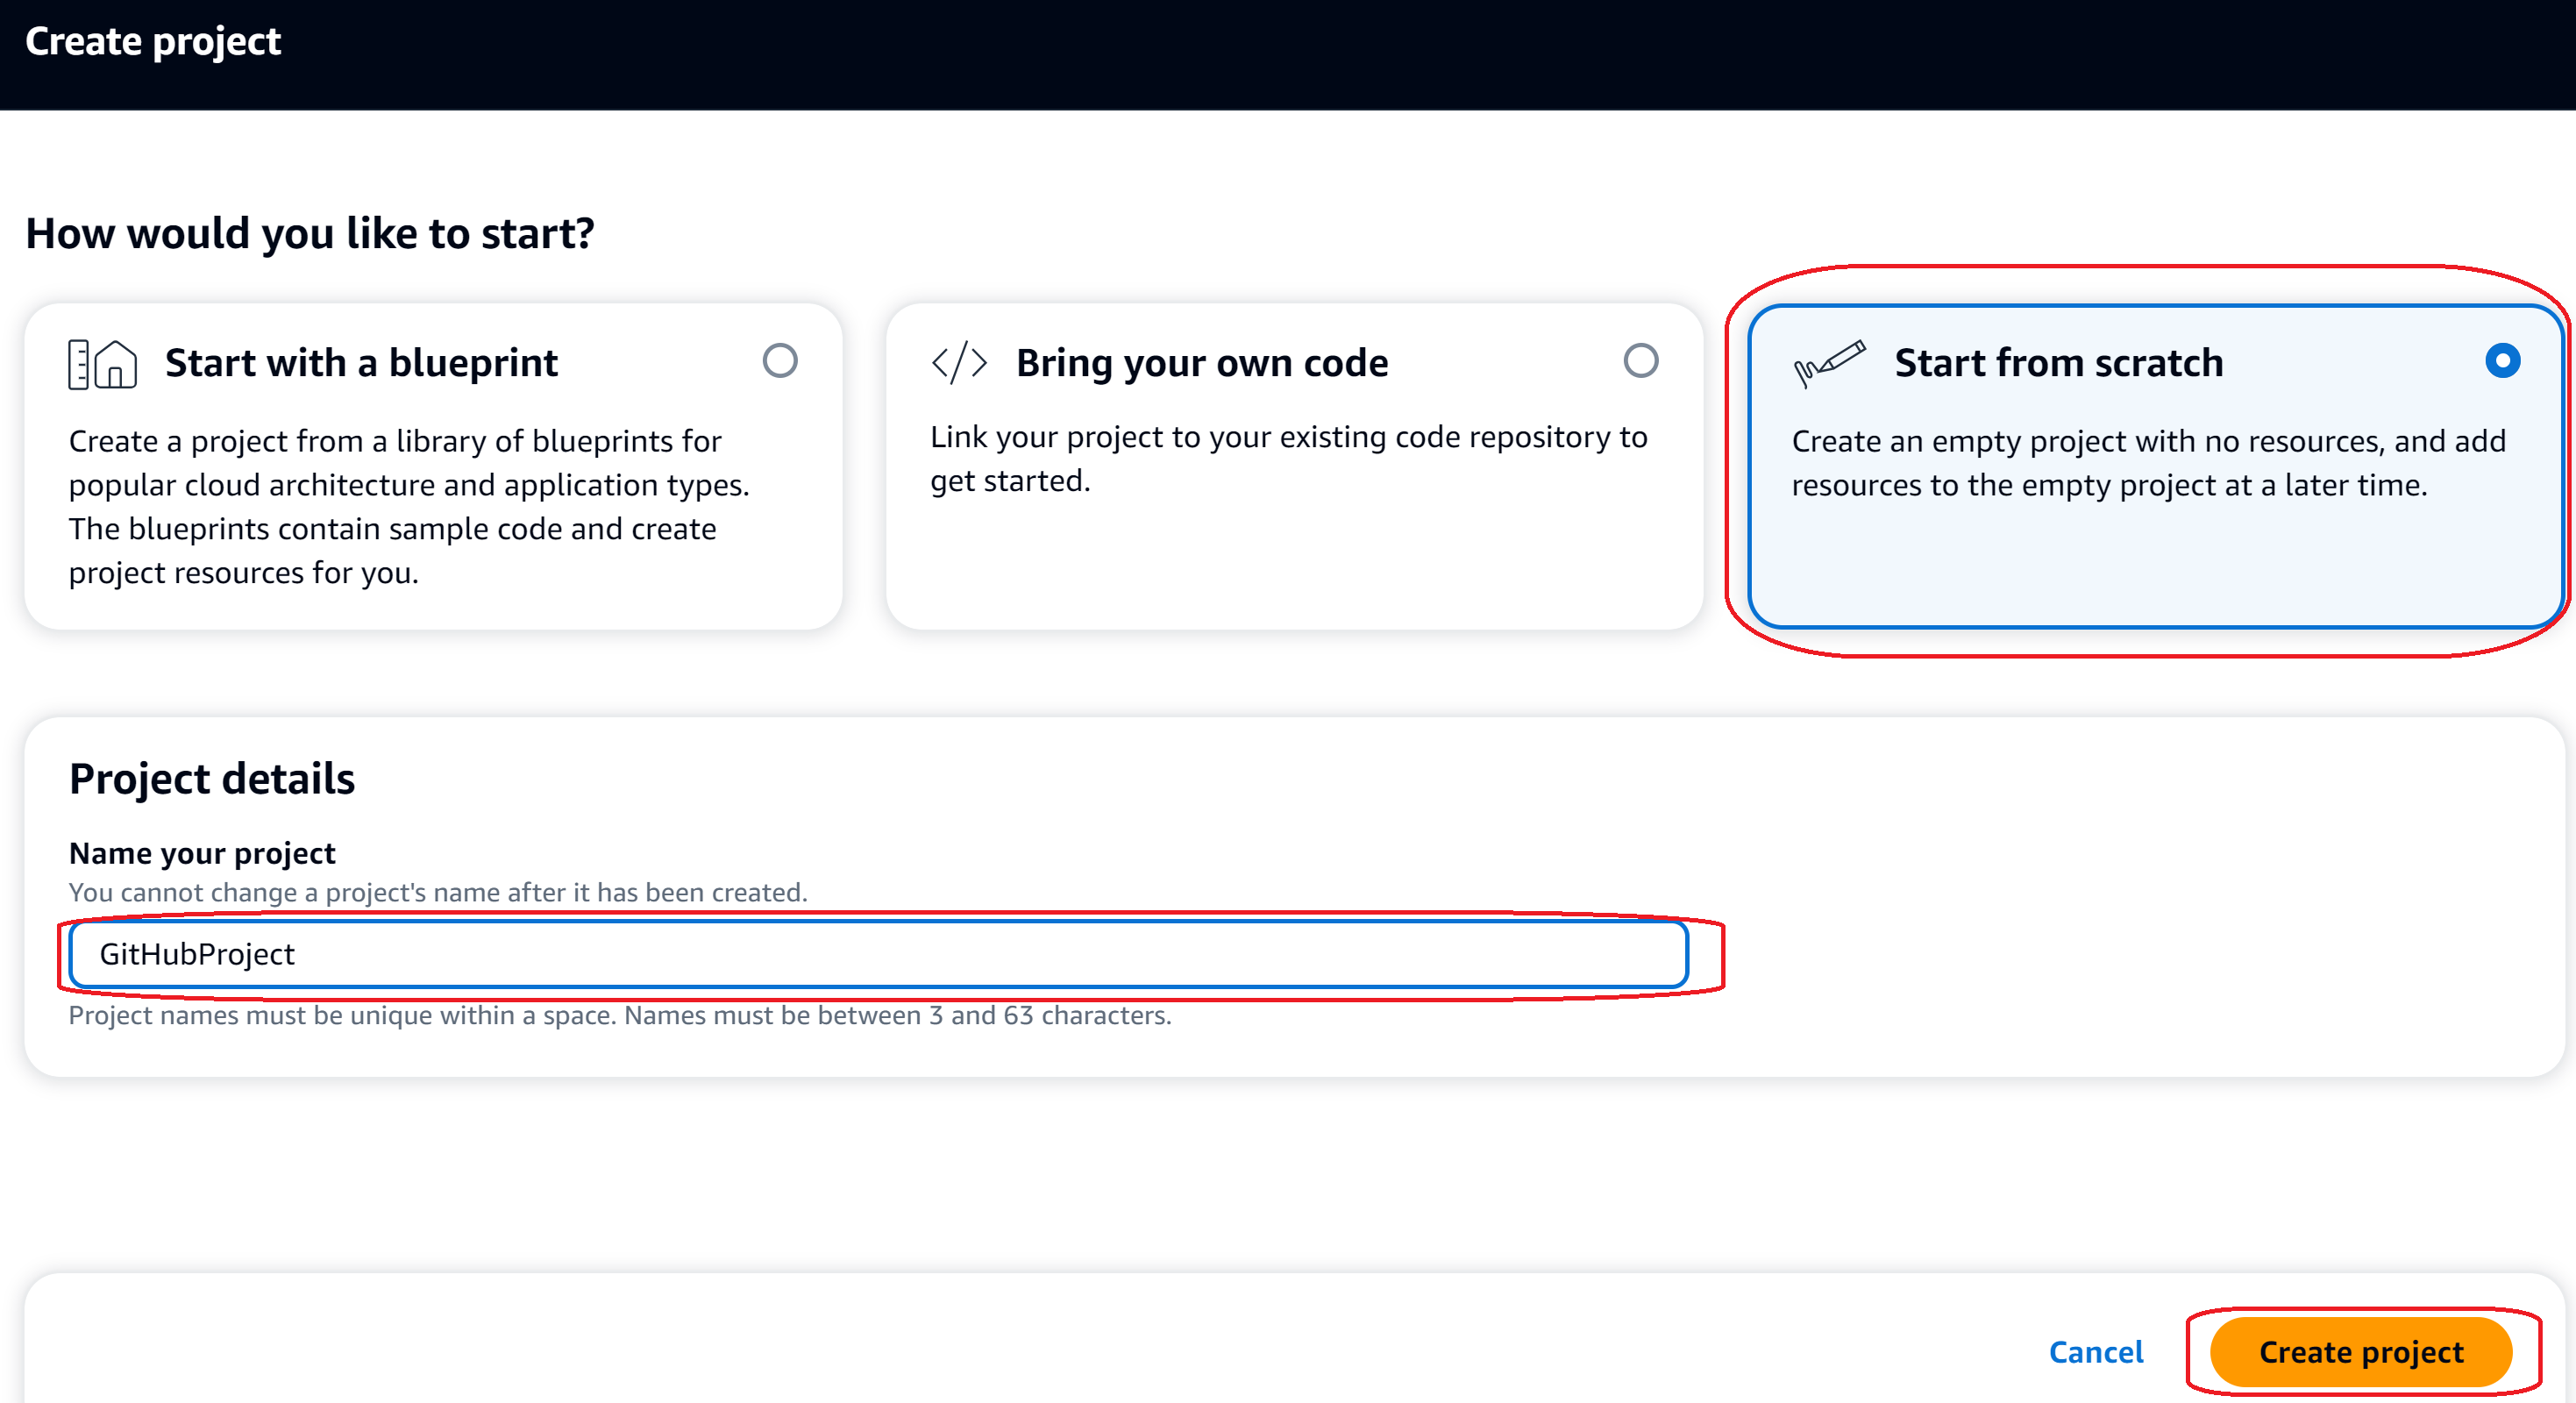 Create project
How would you like to start?
Start with a blueprint
Create a project from a library of blueprints for
popular cloud architecture and application types.
The blueprints contain sample code and create
project resources for you.
</> Bring your own code
Link your project to your existing code repository to
get started.
Start from scratch
Create an empty project with no resources, and add
resources to the empty project at a later time.
Project details
Name your project
You cannot change a project's name after it has been created.
GitHubProject
Project names must be unique within a space. Names must be between 3 and 63 characters.
Cancel
Create project